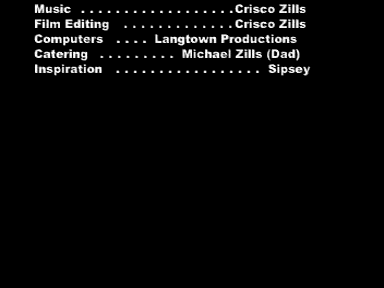 Music . . . . . . . . . . . . . . . . . . Crisco Zills
Film Editing . . . . . . . . . . . . . Crisco Zills
Computers . . . . Langtown Productions
Catering . . . . . . . . . Michael Zills (Dad)
Inspiration . . . . . . . . . . . . . . . . . Sipsey